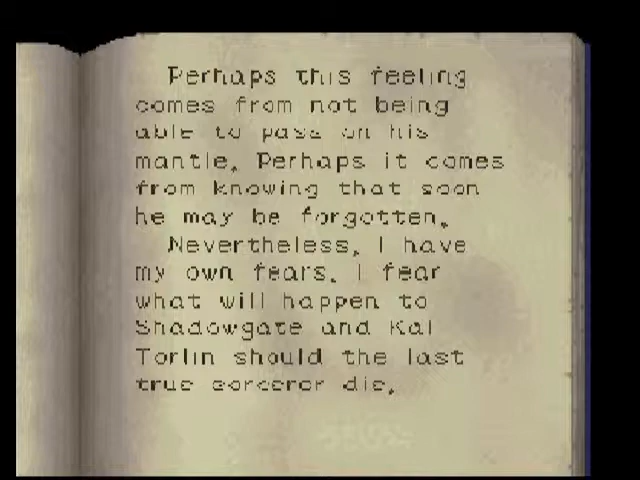 Perhaps this feeling
comes from not being
able to pass on his
mantle. Perhaps it comes
from knowing that soon
he may be forgotten.
Nevertheless, I have
my own fears. I fear
what will happen to
Shadowgate and Kal
Torlin should the last
true sorceror die.